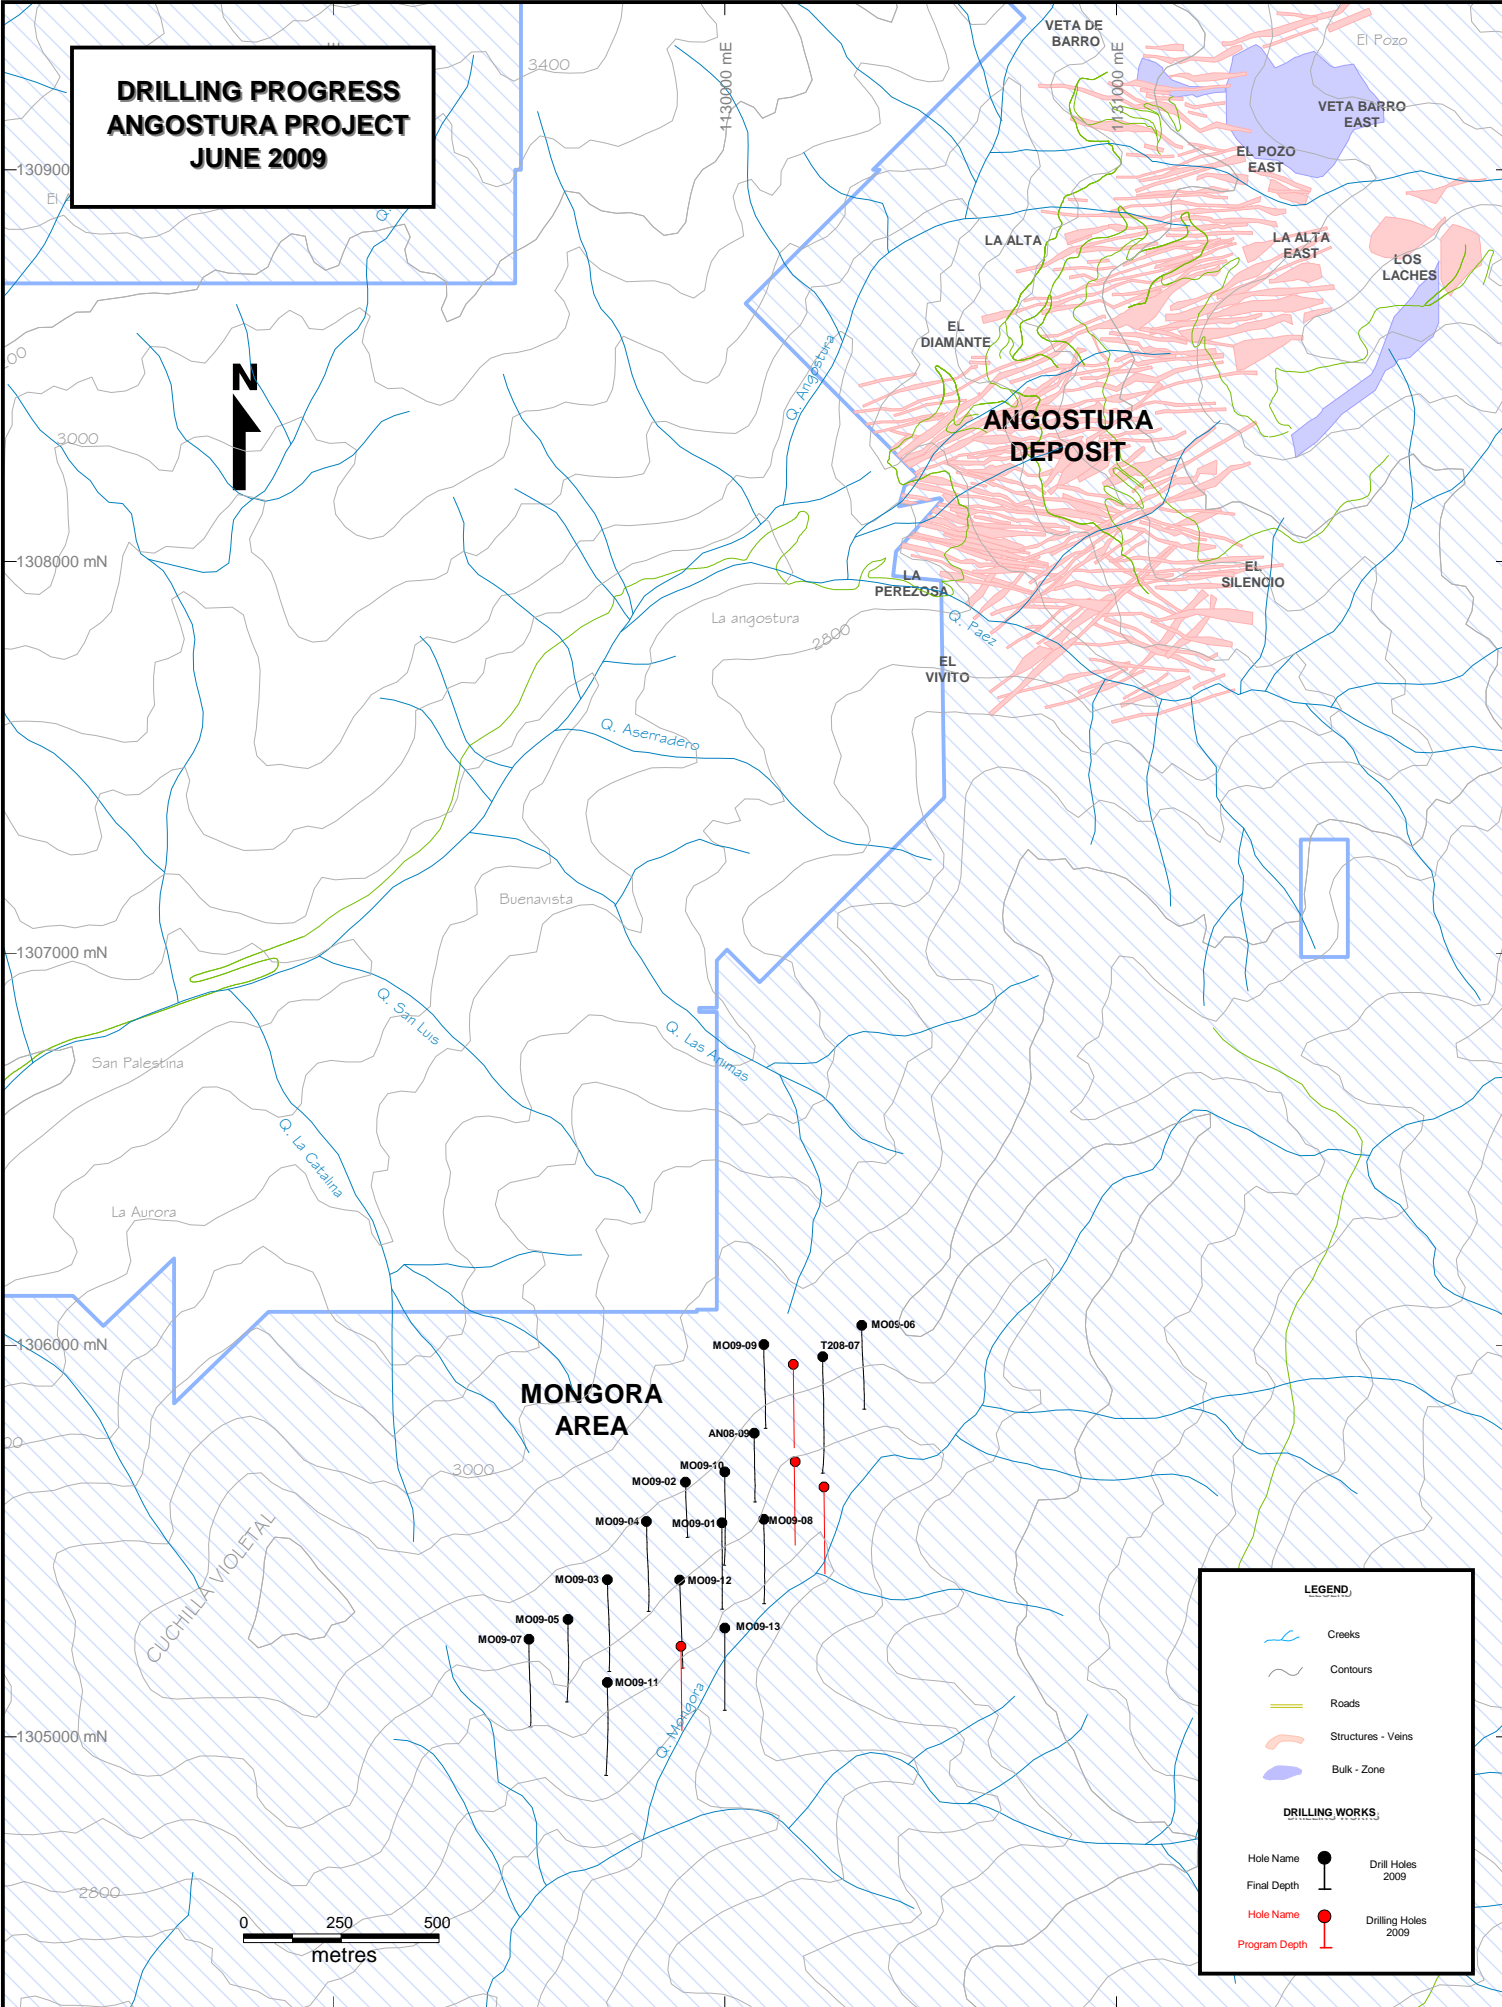 DRILLING PROGRESS
ANGOSTURA PROJECT
JUNE 2009
3400
1130000 mE
1131000 mE
VETA DE
BARRO
El Pozo
VETA BARRO
EAST
EL POZO
EAST
130900
Q.
LA ALTA
LA ALTA
EAST
LOS
LACHES
EL
DIAMANTE
Q. Angostura
N
3000
ANGOSTURA
DEPOSIT
1308000 mN
LA
PEREZOSA
EL
SILENCIO
La angostura
2800
Q. Paez
EL
VIVITO
Q. Aserradero
Buenavista
1307000 mN
Q. San Luis
Q. Las Animas
San Palestina
Q. La Catalina
La Aurora
1306000 mN
MO09-06
MO09-09
T208-07
MONGORA
AREA
AN08-09
3000
MO09-10
MO09-02
MO09-04
MO09-01
MO09-08
CUCHILLA VIOLETAL
MO09-03
MO09-12
MO09-05
MO09-13
MO09-07
MO09-11
Q. Mongora
1305000 mN
2800
0 250 500
metres
LEGEND
Creeks
Contours
Roads
Structures - Veins
Bulk - Zone
DRILLING WORKS
Hole Name
Final Depth
Drill Holes
2009
Hole Name
Program Depth
Drilling Holes
2009